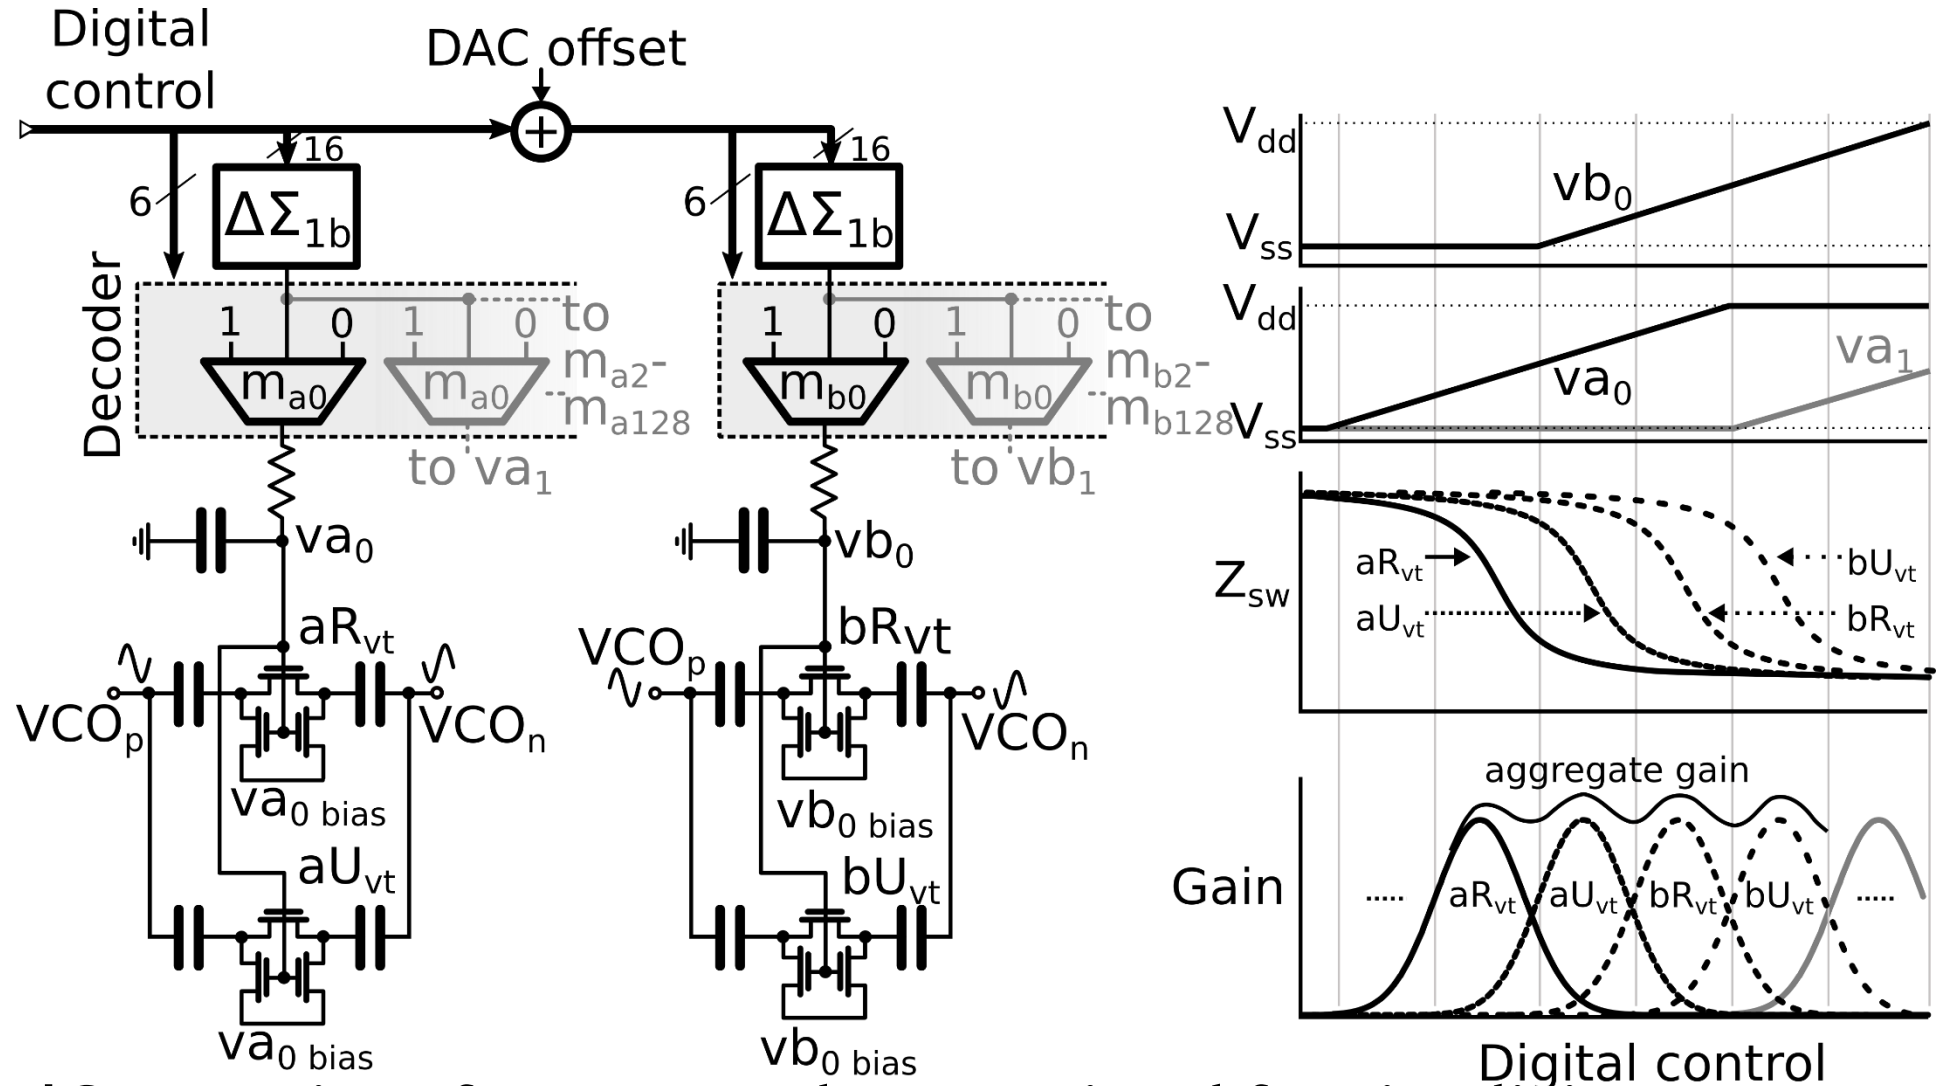 Digital
control
DAC offset
16
6
ΔΣ1b
16
6
ΔΣ1b
Decoder
1 0
ma0
1 0
ma0
to
ma2-
ma128
to va1
1 0
mb0
1 0
mb0
to
mb2-
mb128
to vb1
va0
vb0
aRvt
VCOp
VCOn
va0 bias
aUvt
va0 bias
bRvt
VCOp
VCOn
vb0 bias
bUvt
vb0 bias
Vdd
Vss
vb0
Vdd
Vss
va0
va1
Zsw
aRvt
aUvt
bUvt
bRvt
aggregate gain
Gain
..... aRvt aUvt bRvt bUvt .....
Digital control